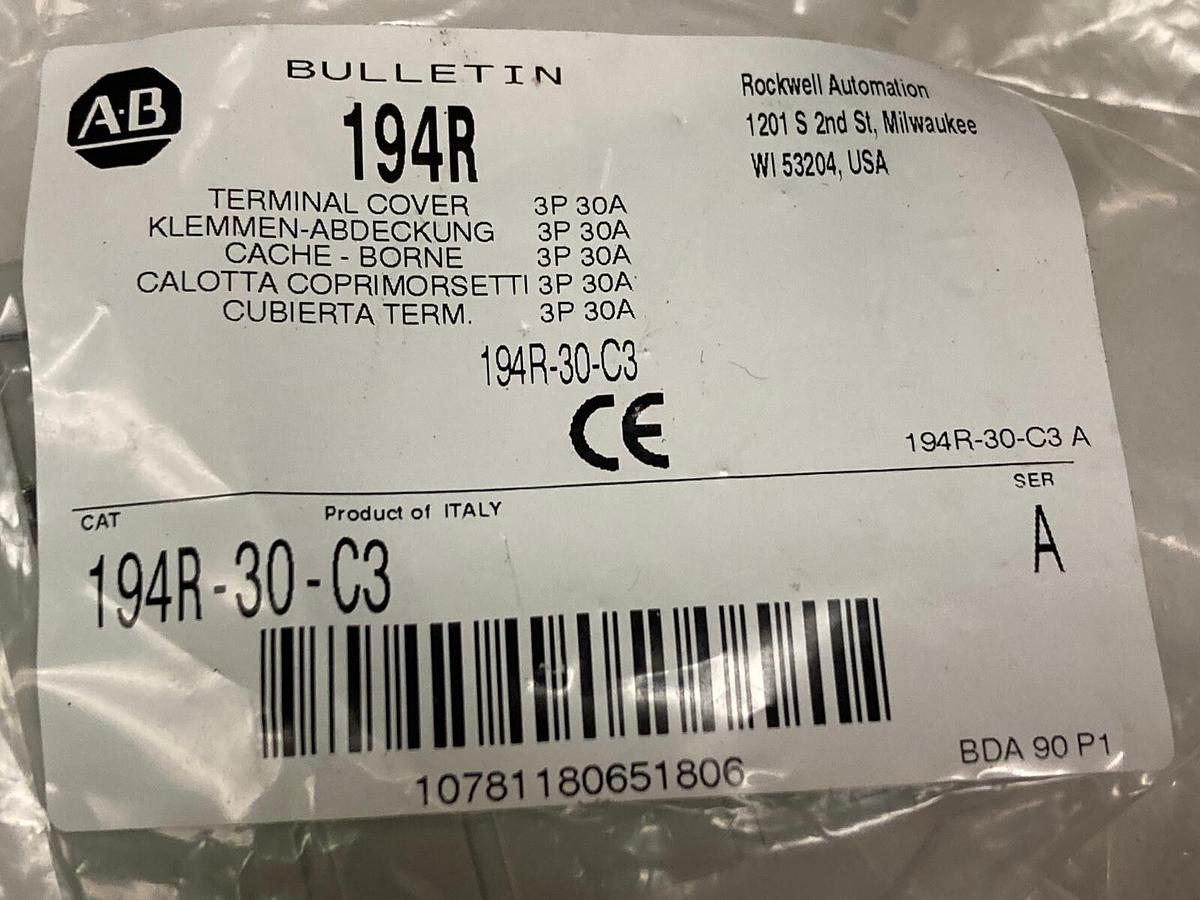 A·B
BULLETIN
194R
Rockwell Automation
1201 S 2nd St, Milwaukee
WI 53204, USA
TERMINAL COVER 3P 30A
KLEMMEN-ABDECKUNG 3P 30A
CACHE - BORNE 3P 30A
CALOTTA COPRIMORSETTI 3P 30A
CUBIERTA TERM. 3P 30A
194R-30-C3
CE
194R-30-C3 A
CAT Product of ITALY SER
194R-30-C3 A
10781180651806
BDA 90 P1